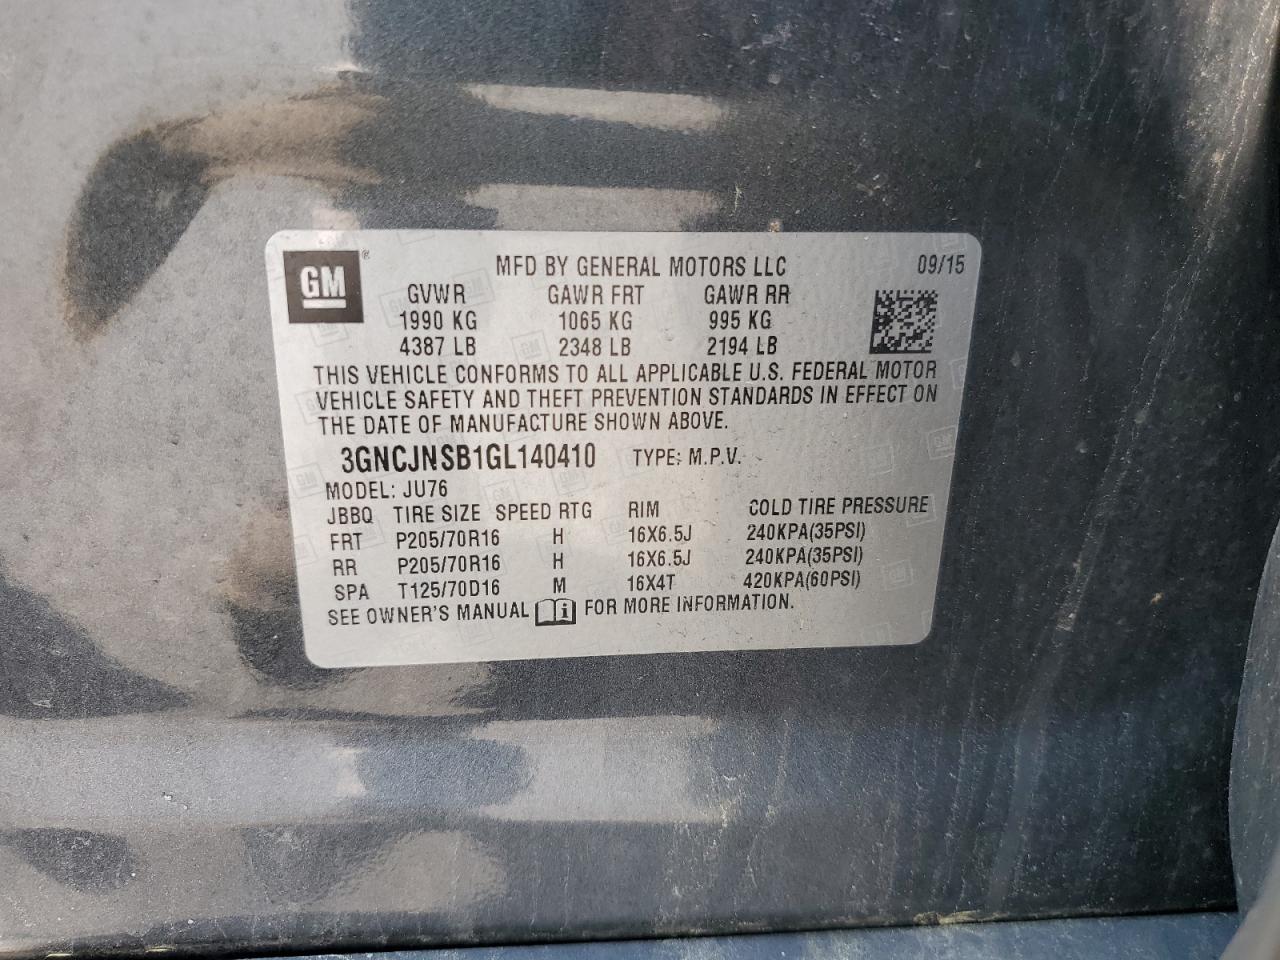 GM ®
MFD BY GENERAL MOTORS LLC 09/15
GVWR GAWR FRT GAWR RR
1990 KG 1065 KG 995 KG
4387 LB 2348 LB 2194 LB
THIS VEHICLE CONFORMS TO ALL APPLICABLE U.S. FEDERAL MOTOR
VEHICLE SAFETY AND THEFT PREVENTION STANDARDS IN EFFECT ON
THE DATE OF MANUFACTURE SHOWN ABOVE.
3GNCJNSB1GL140410 TYPE: M.P.V.
MODEL: JU76
JBBQ TIRE SIZE SPEED RTG RIM COLD TIRE PRESSURE
FRT P205/70R16 H 16X6.5J 240KPA(35PSI)
RR P205/70R16 H 16X6.5J 240KPA(35PSI)
SPA T125/70D16 M 16X4T 420KPA(60PSI)
SEE OWNER'S MANUAL i FOR MORE INFORMATION.